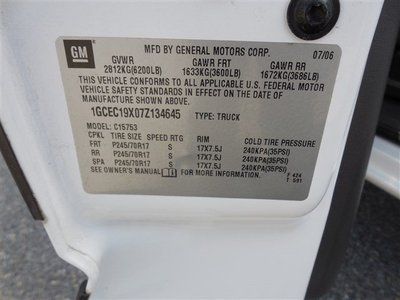 GM
MFD BY GENERAL MOTORS CORP. 07/06
GVWR GAWR FRT GAWR RR
2812KG(6200LB) 1633KG(3600LB) 1672KG(3686LB)
THIS VEHICLE CONFORMS TO ALL APPLICABLE U.S. FEDERAL MOTOR
VEHICLE SAFETY STANDARDS IN EFFECT ON THE DATE OF
MANUFACTURE SHOWN ABOVE.
1GCEC19X07Z134645 TYPE: TRUCK
MODEL: C15753
CPKL TIRE SIZE SPEED RTG RIM COLD TIRE PRESSURE
FRT P245/70R17 S 17X7.5J 240KPA(35PSI)
RR P245/70R17 S 17X7.5J 240KPA(35PSI)
SPA P245/70R17 S 17X7.5J 240KPA(35PSI)
SEE OWNER'S MANUAL FOR MORE INFORMATION.
F 424
T 501